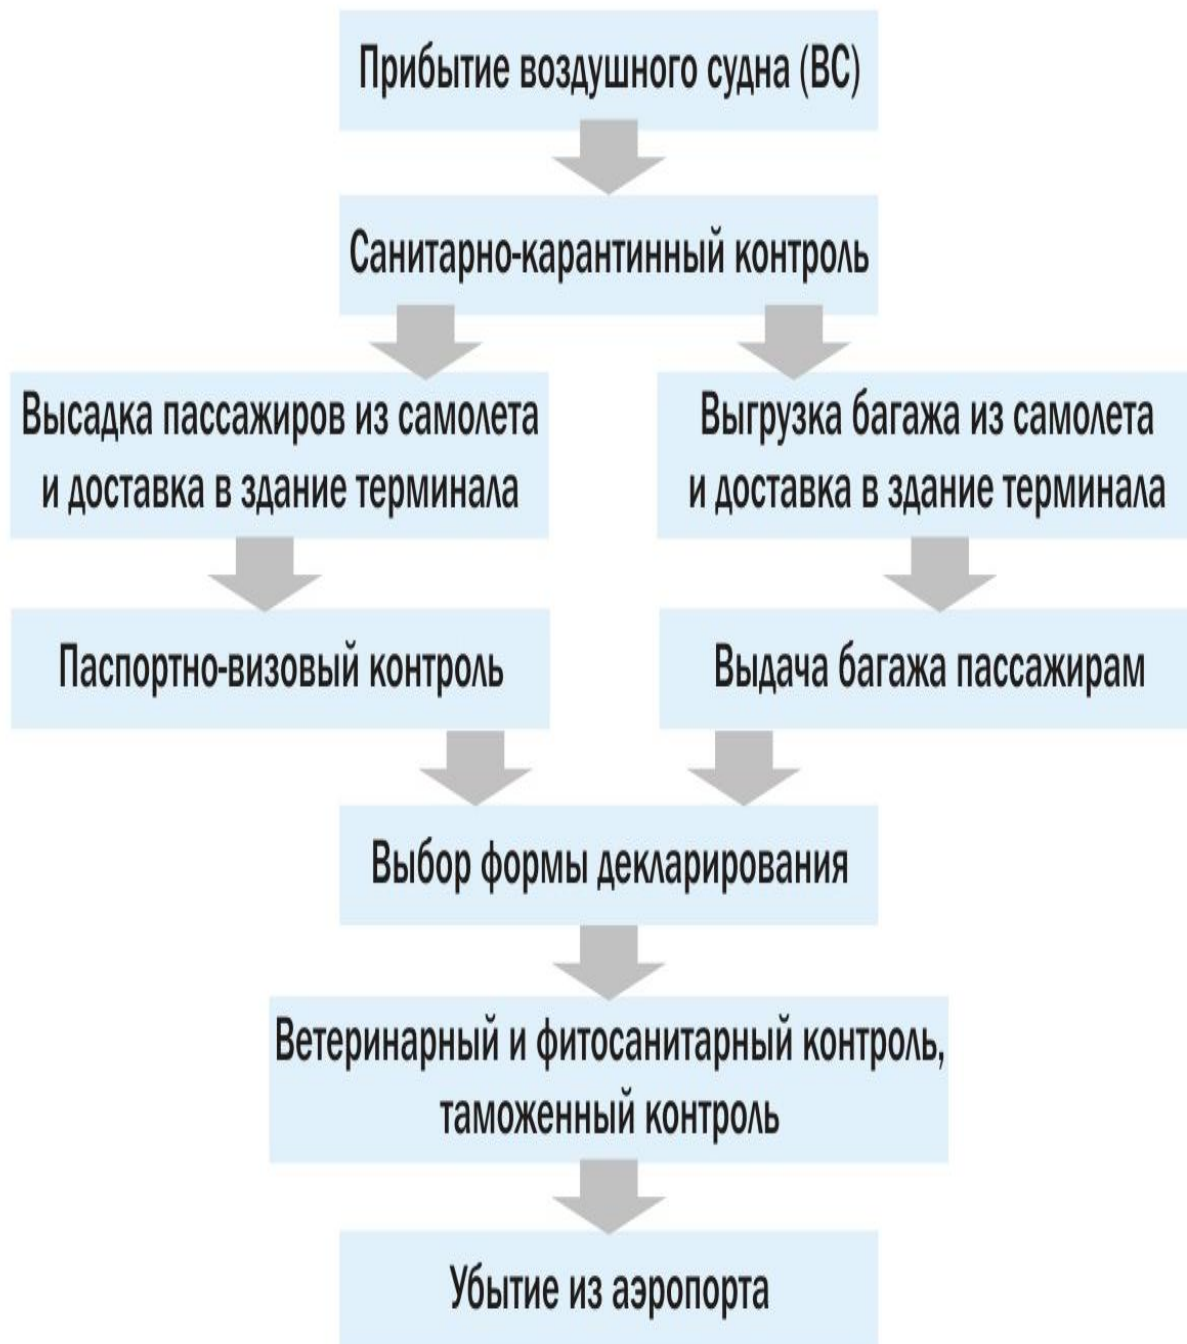 Прибытие воздушного судна (ВС)
Санитарно-карантинный контроль
Высадка пассажиров из самолета
и доставка в здание терминала
Выгрузка багажа из самолета
и доставка в здание терминала
Паспортно-визовый контроль
Выдача багажа пассажирам
Выбор формы декларирования
Ветеринарный и фитосанитарный контроль,
таможенный контроль
Убытие из аэропорта